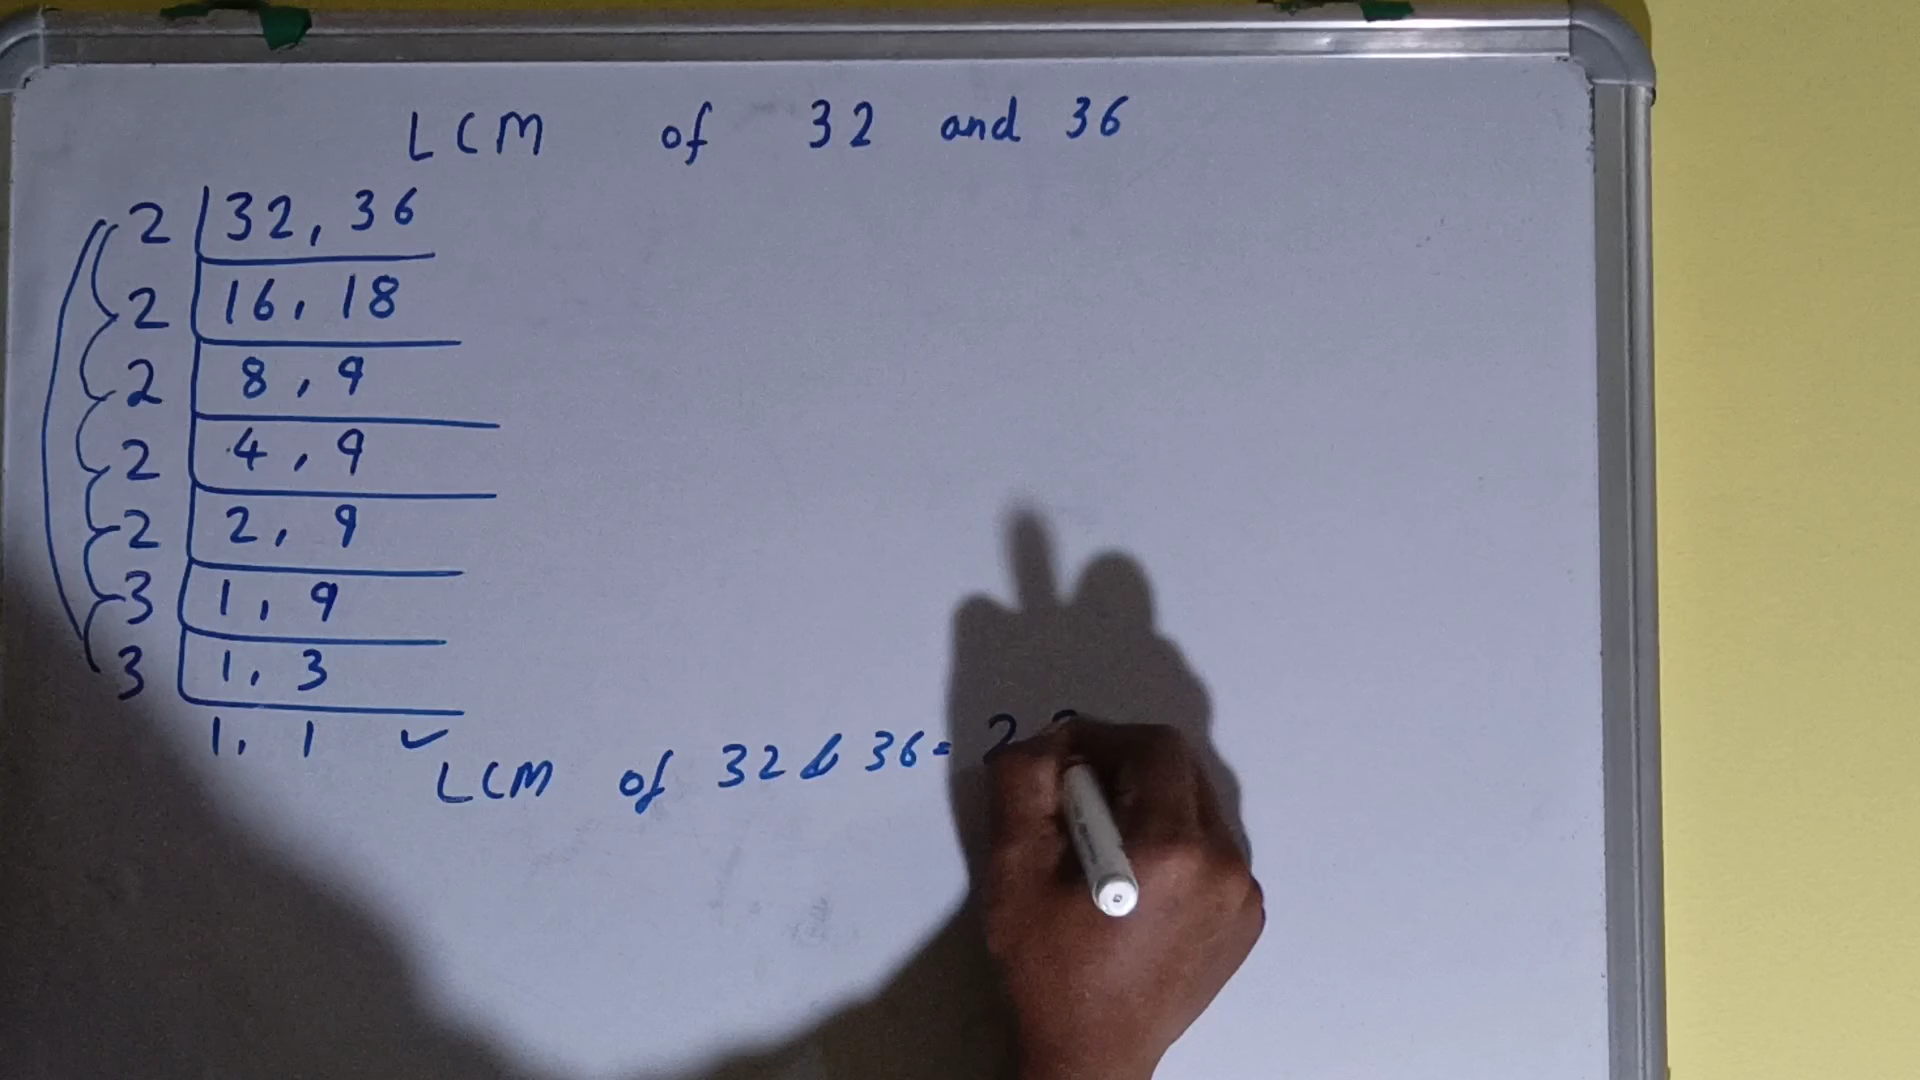 LCM of 32 and 36
2 32, 36
2 16, 18
2 8, 9
2 4, 9
2 2, 9
3 1, 9
3 1, 3
1, 1 ✓
LCM of 32 & 36 = 2